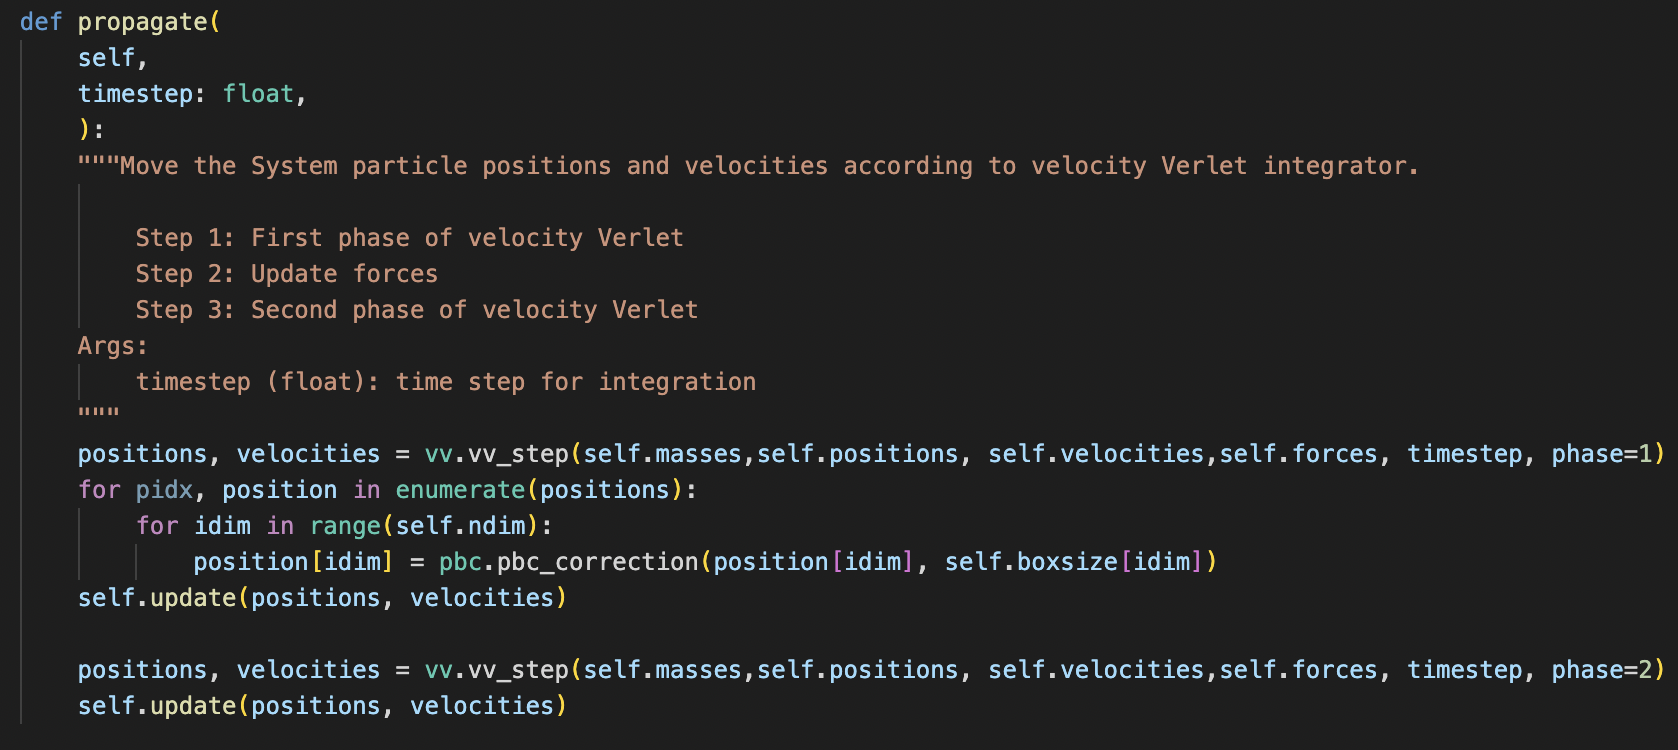 def propagate(
self,
timestep: float,
):
"""Move the System particle positions and velocities according to velocity Verlet integrator.
Step 1: First phase of velocity Verlet
Step 2: Update forces
Step 3: Second phase of velocity Verlet
Args:
timestep (float): time step for integration
"""
positions, velocities = vv.vv_step(self.masses,self.positions, self.velocities,self.forces, timestep, phase=1)
for pidx, position in enumerate(positions):
for idim in range(self.ndim):
position[idim] = pbc.pbc_correction(position[idim], self.boxsize[idim])
self.update(positions, velocities)
positions, velocities = vv.vv_step(self.masses,self.positions, self.velocities,self.forces, timestep, phase=2)
self.update(positions, velocities)